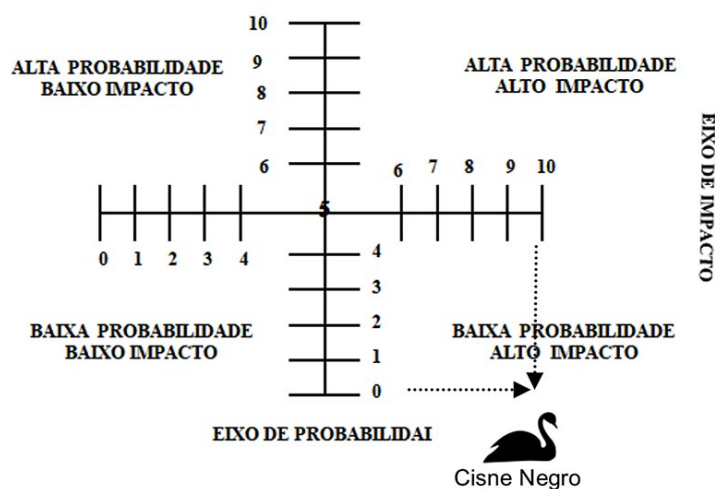 10
ALTA PROBABILIDADE
BAIXO IMPACTO
9
8
7
6
ALTA PROBABILIDADE
ALTO IMPACTO
EIXO DE IMPACTO
6 7 8 9 10
5
0 1 2 3 4
4
3
2
1
0
BAIXA PROBABILIDADE
BAIXO IMPACTO
BAIXA PROBABILIDADE
ALTO IMPACTO
EIXO DE PROBABILIDAI
Cisne Negro